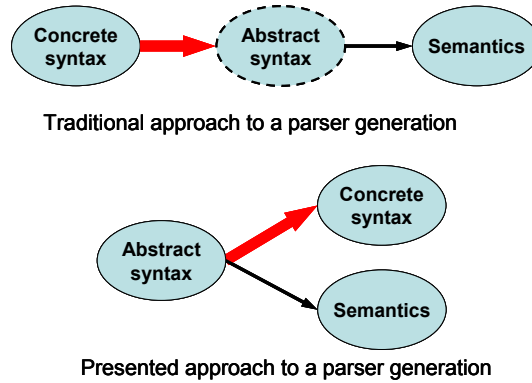 Concrete
syntax
Abstract
syntax
Semantics
Traditional approach to a parser generation
Concrete
syntax
Abstract
syntax
Semantics
Presented approach to a parser generation